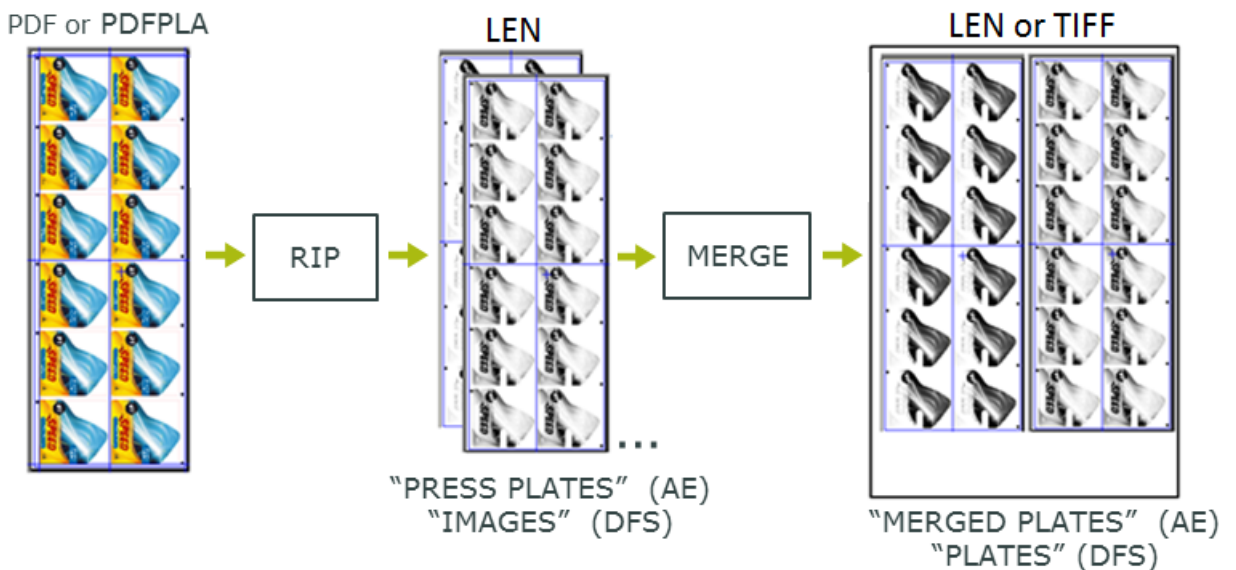 PDF or PDFPLA
LEN
LEN or TIFF
SPEED
RIP
MERGE
...
"PRESS PLATES" (AE)
"IMAGES" (DFS)
"MERGED PLATES" (AE)
"PLATES" (DFS)